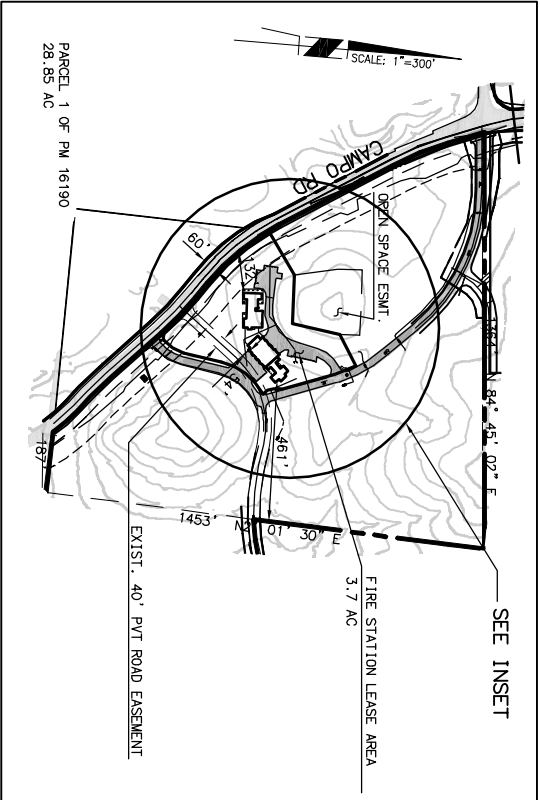 SCALE: 1"=300'
PARCEL 1 OF PM 16190
28.85 AC
CAMPO RD
OPEN SPACE ESMT.
60'
N 84° 45' 02" E
461'
187'
1453' N2° 01' 30" E
SEE INSET
FIRE STATION LEASE AREA
3.7 AC
EXIST. 40' PVT ROAD EASEMENT